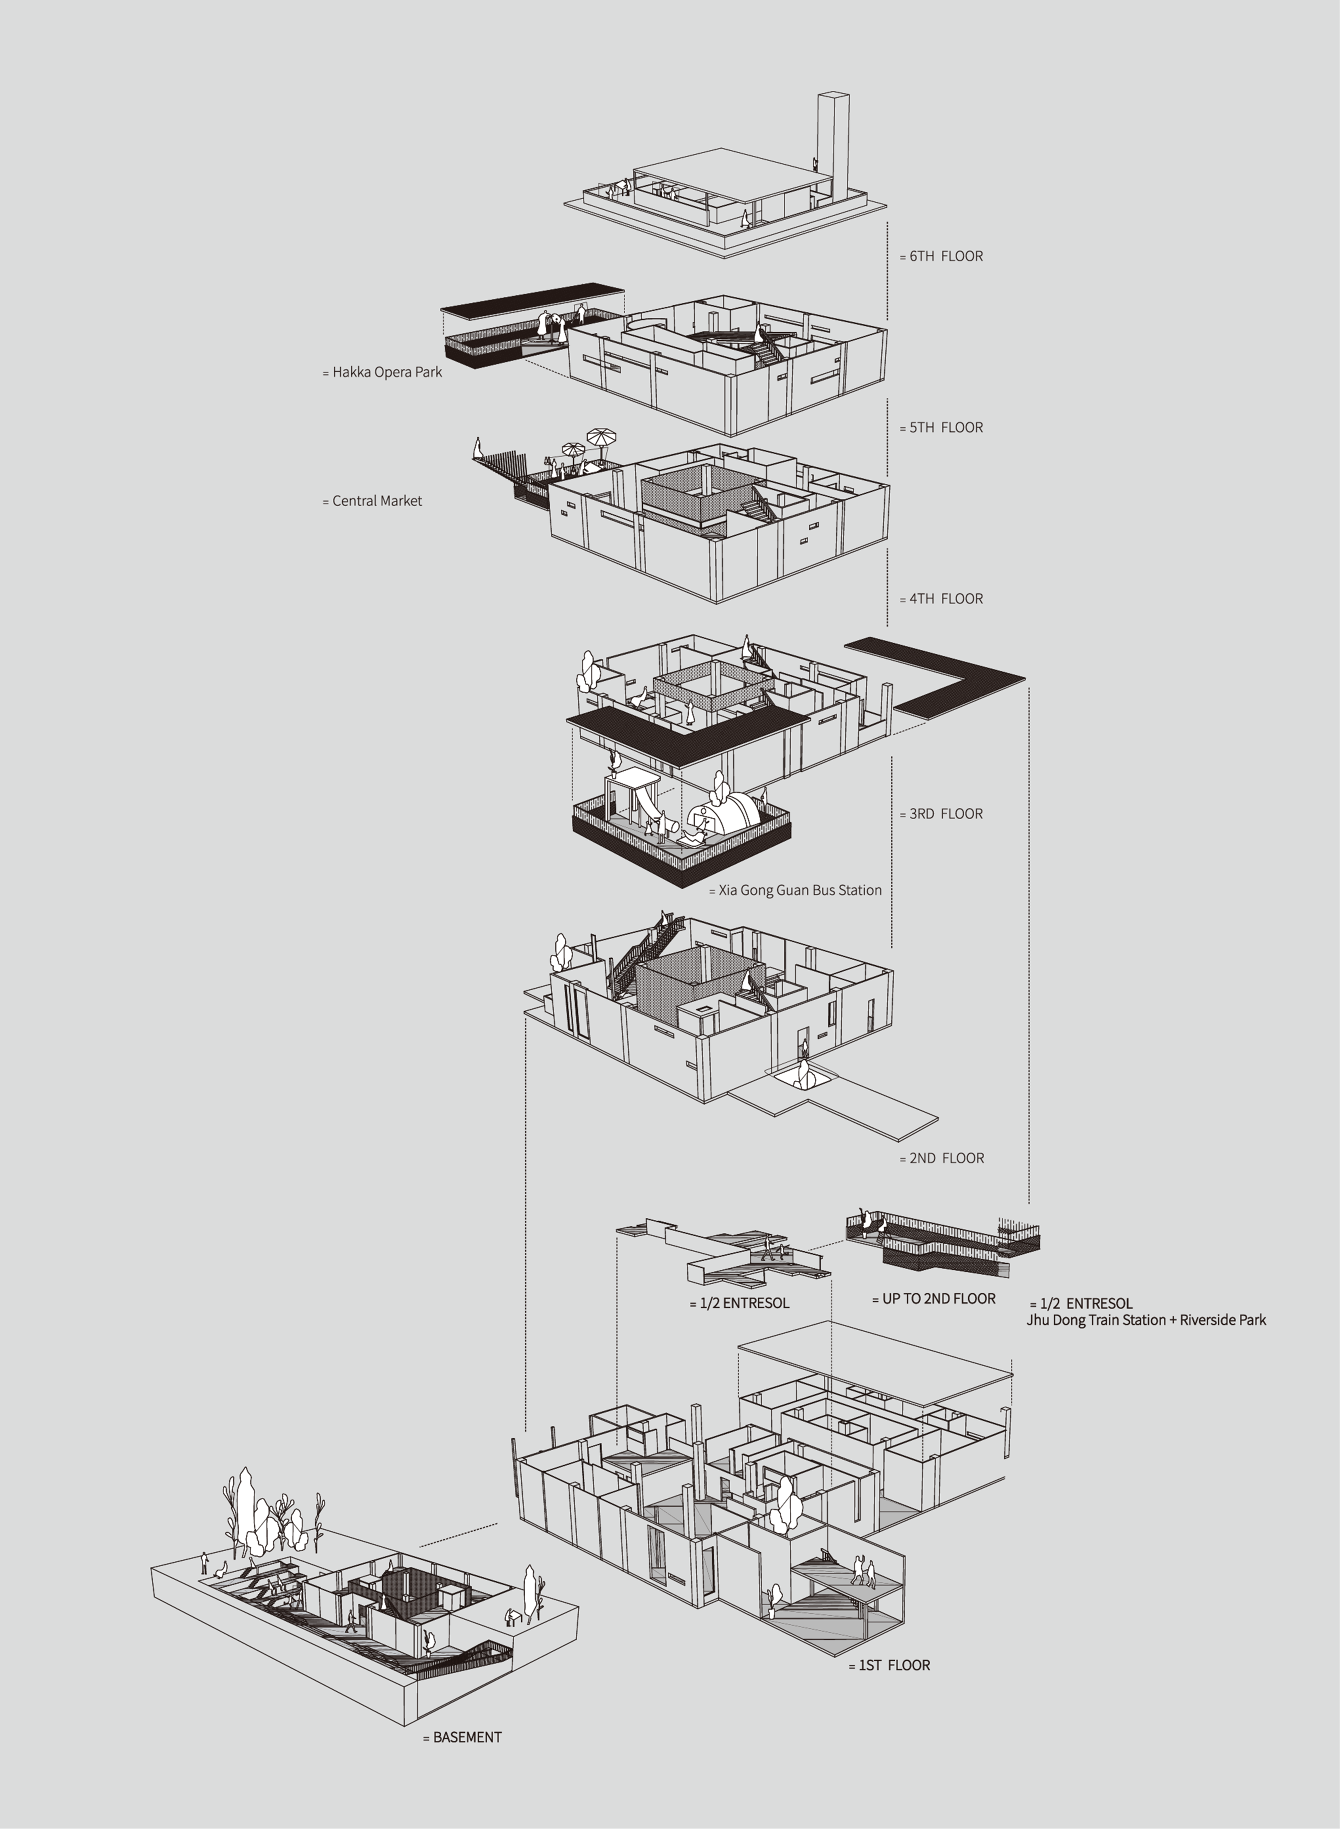 = 6TH FLOOR
= Hakka Opera Park
= 5TH FLOOR
= Central Market
= 4TH FLOOR
= 3RD FLOOR
= Xia Gong Guan Bus Station
= 2ND FLOOR
= 1/2 ENTRESOL
= UP TO 2ND FLOOR
= 1/2 ENTRESOL
Jhu Dong Train Station + Riverside Park
= 1ST FLOOR
= BASEMENT